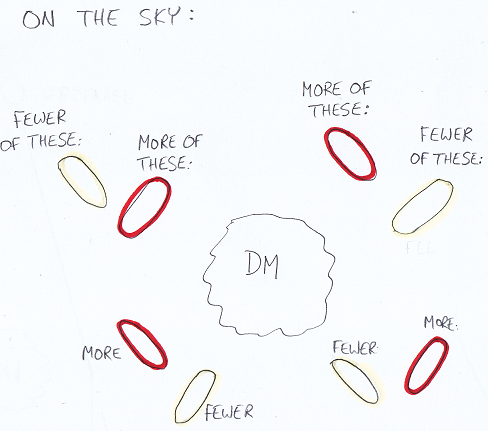 ON THE SKY:
MORE OF
THESE:
FEWER
OF THESE:
MORE OF
THESE:
FEWER
OF THESE:
DM
MORE
FEWER
FEWER
MORE: